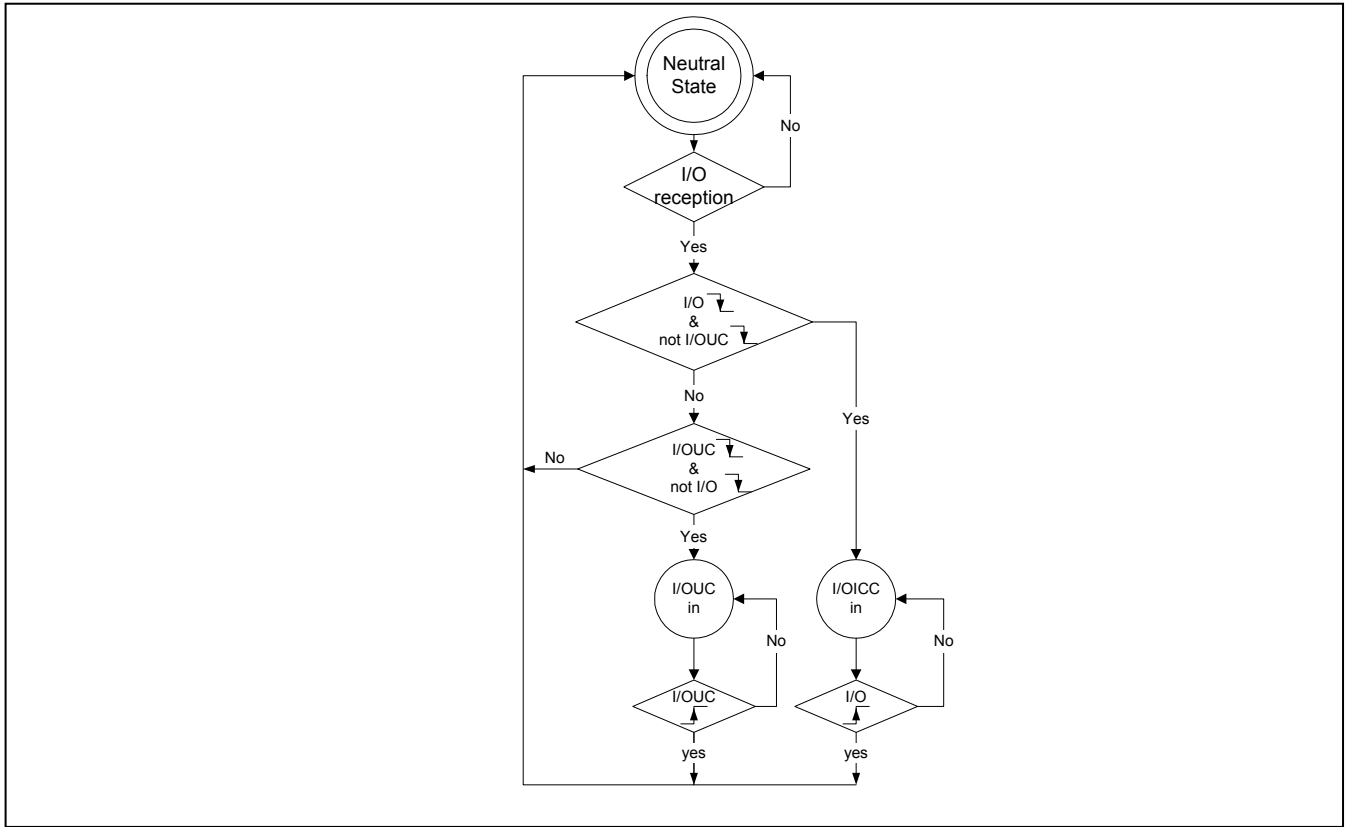 Neutral
State
No
I/O
reception
Yes
I/O
&
not I/OUC
No
Yes
No
I/OUC
&
not I/O
Yes
I/OUC
in
I/OICC
in
No
No
I/OUC
I/O
yes
yes